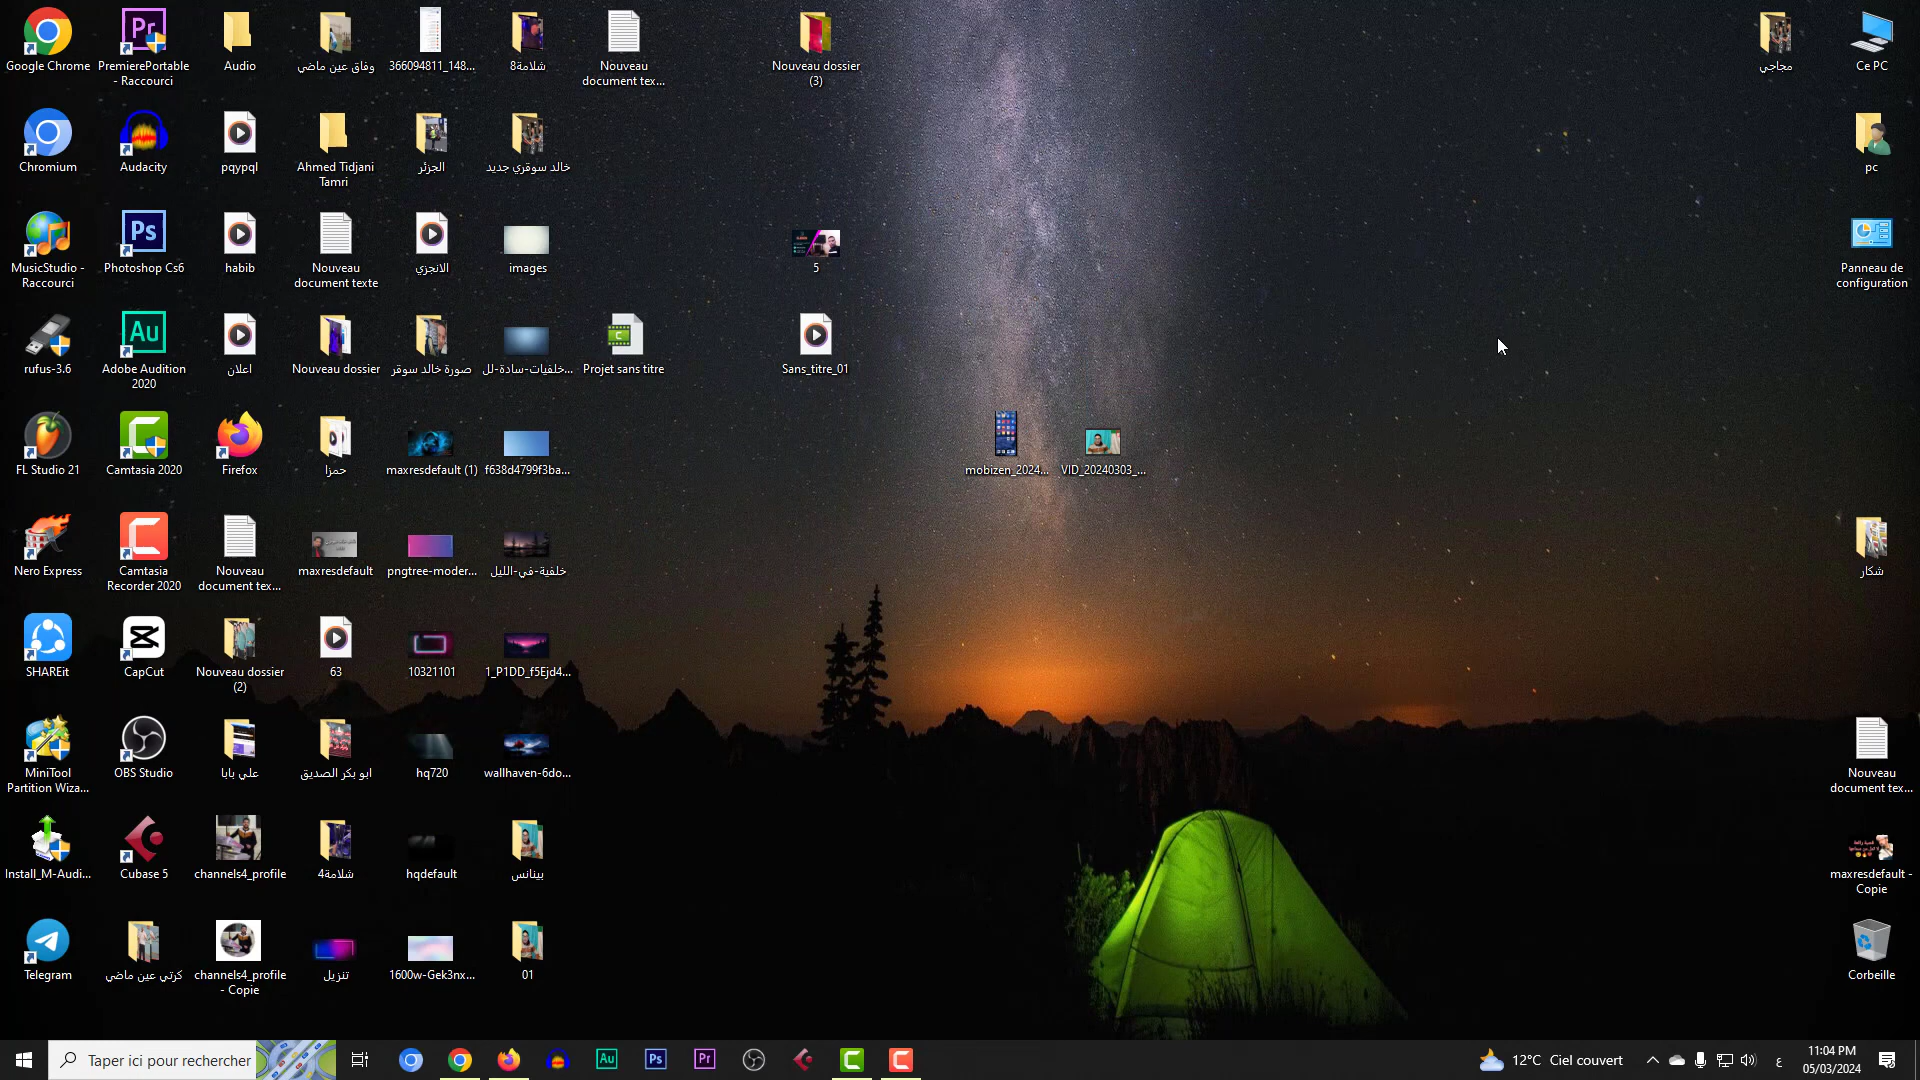 Google Chrome
PremierePortable
- Raccourci
Audio
وفاق عين ماضي
366094811_148...
شلامة8
Nouveau
document tex...
Nouveau dossier
(3)
مجاجي
Ce PC
Chromium
Audacity
pqypql
Ahmed Tidjani
Tamri
الجزئر
خالد سوقري جديد
pc
MusicStudio -
Raccourci
Photoshop Cs6
habib
Nouveau
document texte
الانجزي
images
5
Panneau de
configuration
rufus-3.6
Adobe Audition
2020
اعلان
Nouveau dossier
صورة خالد سوقر
خلفيات-سادة-لل...
Projet sans titre
Sans_titre_01
FL Studio 21
Camtasia 2020
Firefox
حمزا
maxresdefault (1)
f638d4799f3ba...
mobizen_2024...
VID_20240303_...
Nero Express
Camtasia
Recorder 2020
Nouveau
document tex...
maxresdefault
pngtree-moder...
خلفية-في-الليل
شكار
SHAREit
CapCut
Nouveau dossier
(2)
63
10321101
1_P1DD_f5Ejd4...
MiniTool
Partition Wiza...
OBS Studio
علي بابا
ابو بكر الصديق
hq720
wallhaven-6do...
Nouveau
document tex...
Install_M-Audi...
Cubase 5
channels4_profile
شلامة4
hqdefault
بينانس
maxresdefault -
Copie
Telegram
كرتي عين ماضي
channels4_profile
- Copie
تنزيل
1600w-Gek3nx...
01
Corbeille
Taper ici pour rechercher
12°C Ciel couvert
ع
11:04 PM
05/03/2024